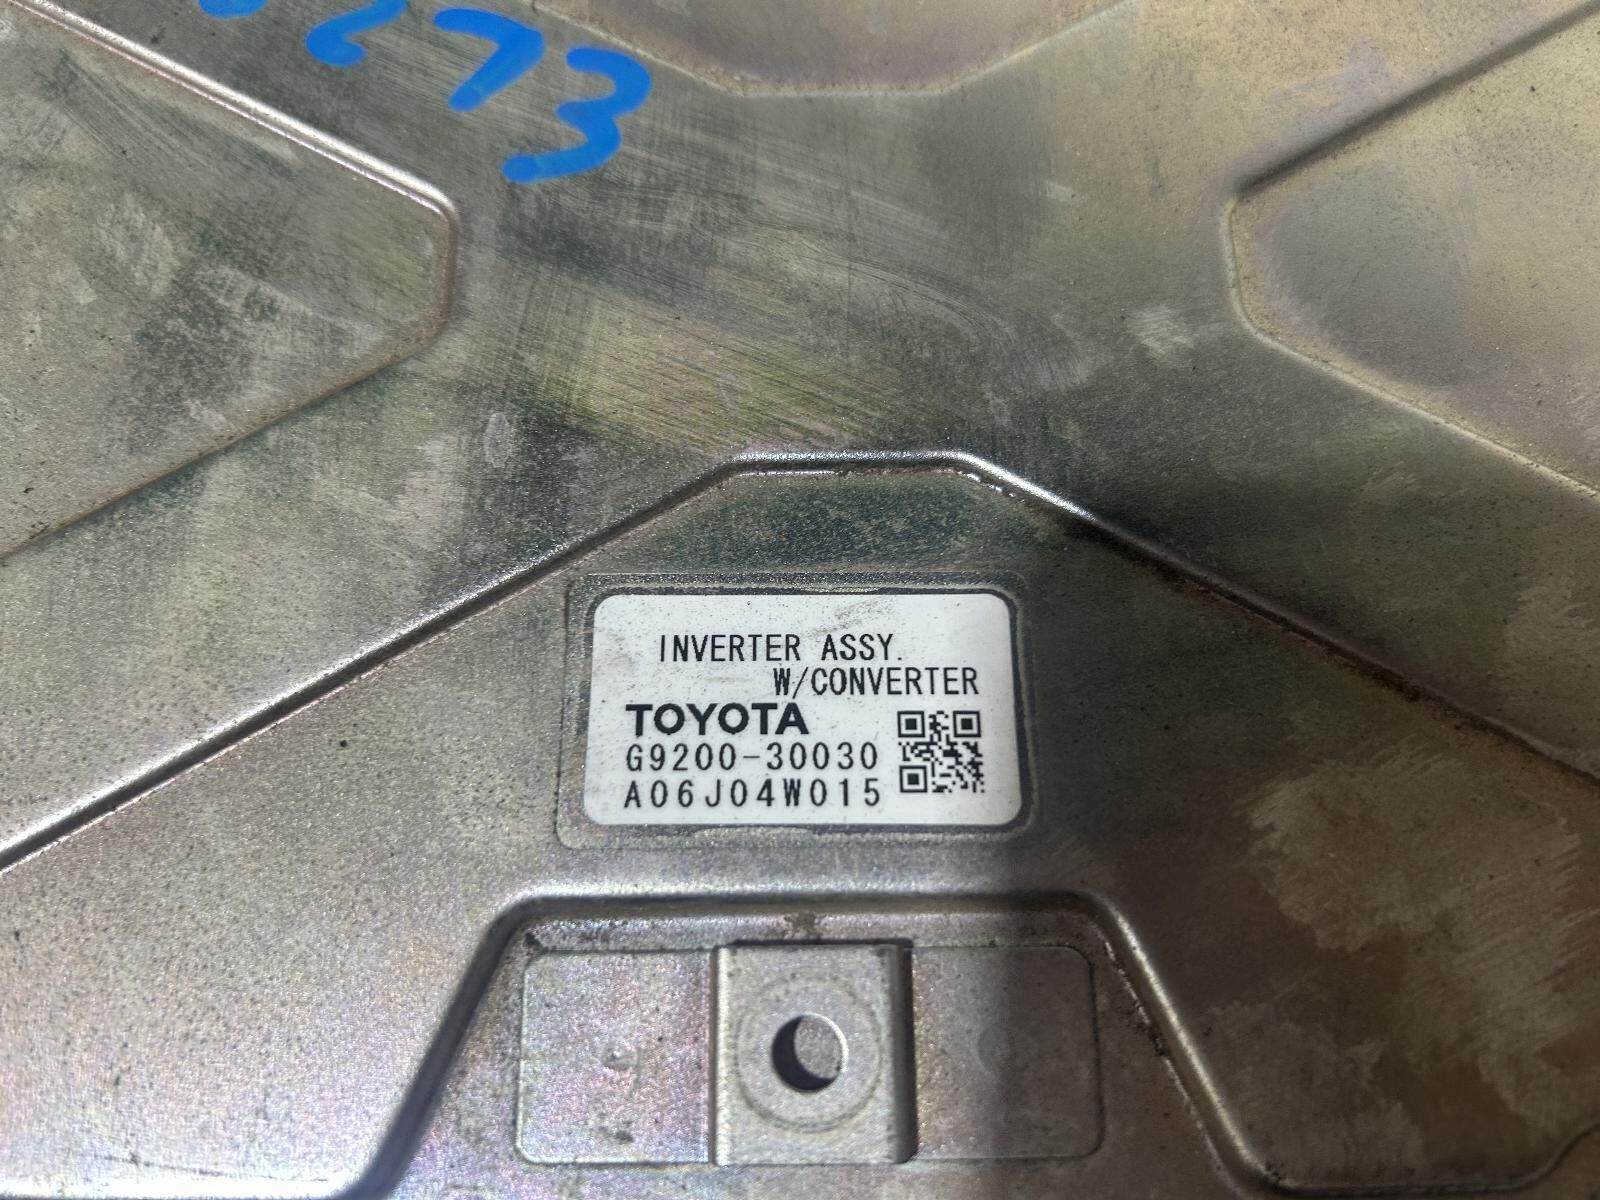 INVERTER ASSY.
W/CONVERTER
TOYOTA
G9200-30030
A06J04W015